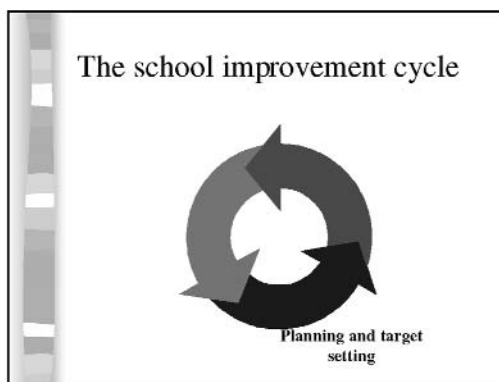 The school improvement cycle
Planning and target
setting